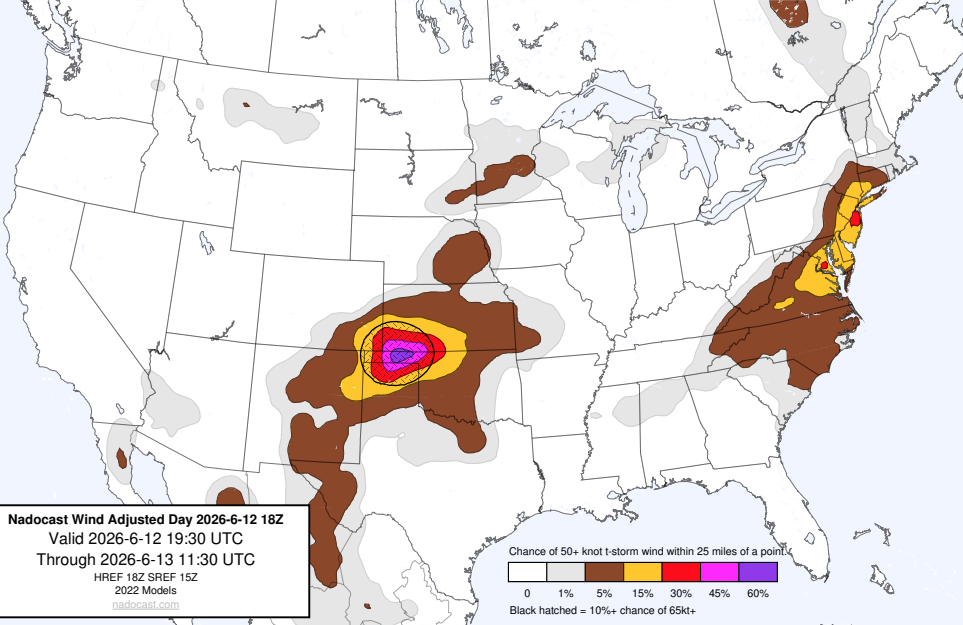 Nadocast Wind Adjusted Day 2026-6-12 18Z
Valid 2026-6-12 19:30 UTC
Through 2026-6-13 11:30 UTC
HREF 18Z SREF 15Z
2022 Models
nadocast.com
Chance of 50+ knot t-storm wind within 25 miles of a point.
0 1% 5% 15% 30% 45% 60%
Black hatched = 10%+ chance of 65kt+